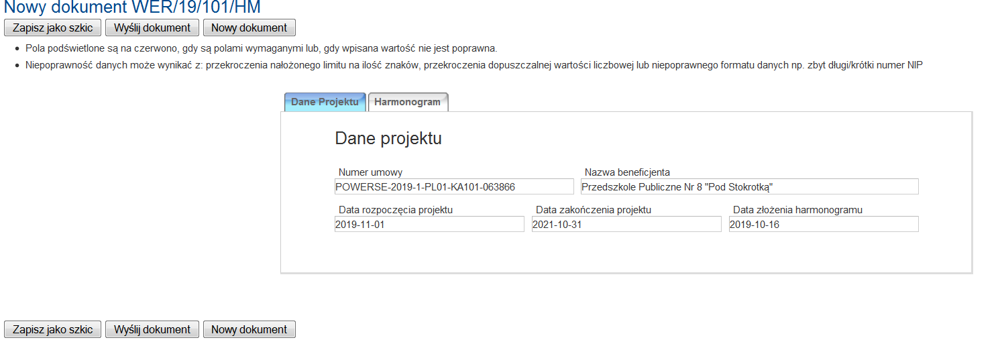 Nowy dokument WER/19/101/HM
Zapisz jako szkic Wyślij dokument Nowy dokument
Pola podświetlone są na czerwono, gdy są polami wymaganymi lub, gdy wpisana wartość nie jest poprawna.
Niepoprawność danych może wynikać z: przekroczenia nałożonego limitu na ilość znaków, przekroczenia dopuszczalnej wartości liczbowej lub niepoprawnego formatu danych np. zbyt długi/krótki numer NIP
Dane Projektu Harmonogram
Dane projektu
Numer umowy Nazwa beneficjenta
POWERSE-2019-1-PL01-KA101-063866 Przedszkole Publiczne Nr 8 "Pod Stokrotką"
Data rozpoczęcia projektu Data zakończenia projektu Data złożenia harmonogramu
2019-11-01 2021-10-31 2019-10-16
Zapisz jako szkic Wyślij dokument Nowy dokument